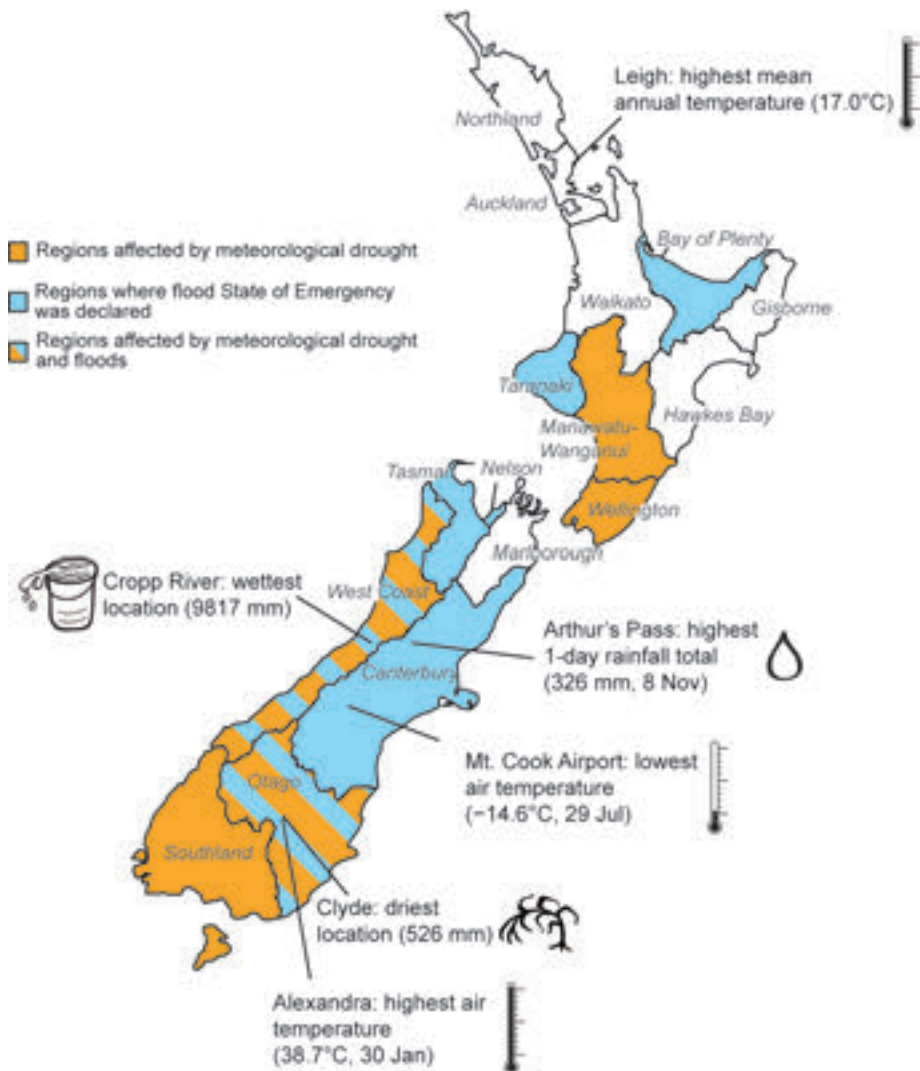 Leigh: highest mean
annual temperature (17.0°C)
Northland
Auckland
Regions affected by meteorological drought
Bay of Plenty
Regions where flood State of Emergency
was declared
Waikato
Gisborne
Regions affected by meteorological drought
and floods
Taranaki
Hawkes Bay
Manawatu-
Wanganui
Tasman
Nelson
Wellington
Marlborough
Cropp River: wettest
location (9817 mm)
West Coast
Arthur's Pass: highest
1-day rainfall total
(326 mm, 8 Nov)
Canterbury
Mt. Cook Airport: lowest
air temperature
(−14.6°C, 29 Jul)
Otago
Southland
Clyde: driest
location (526 mm)
Alexandra: highest air
temperature
(38.7°C, 30 Jan)